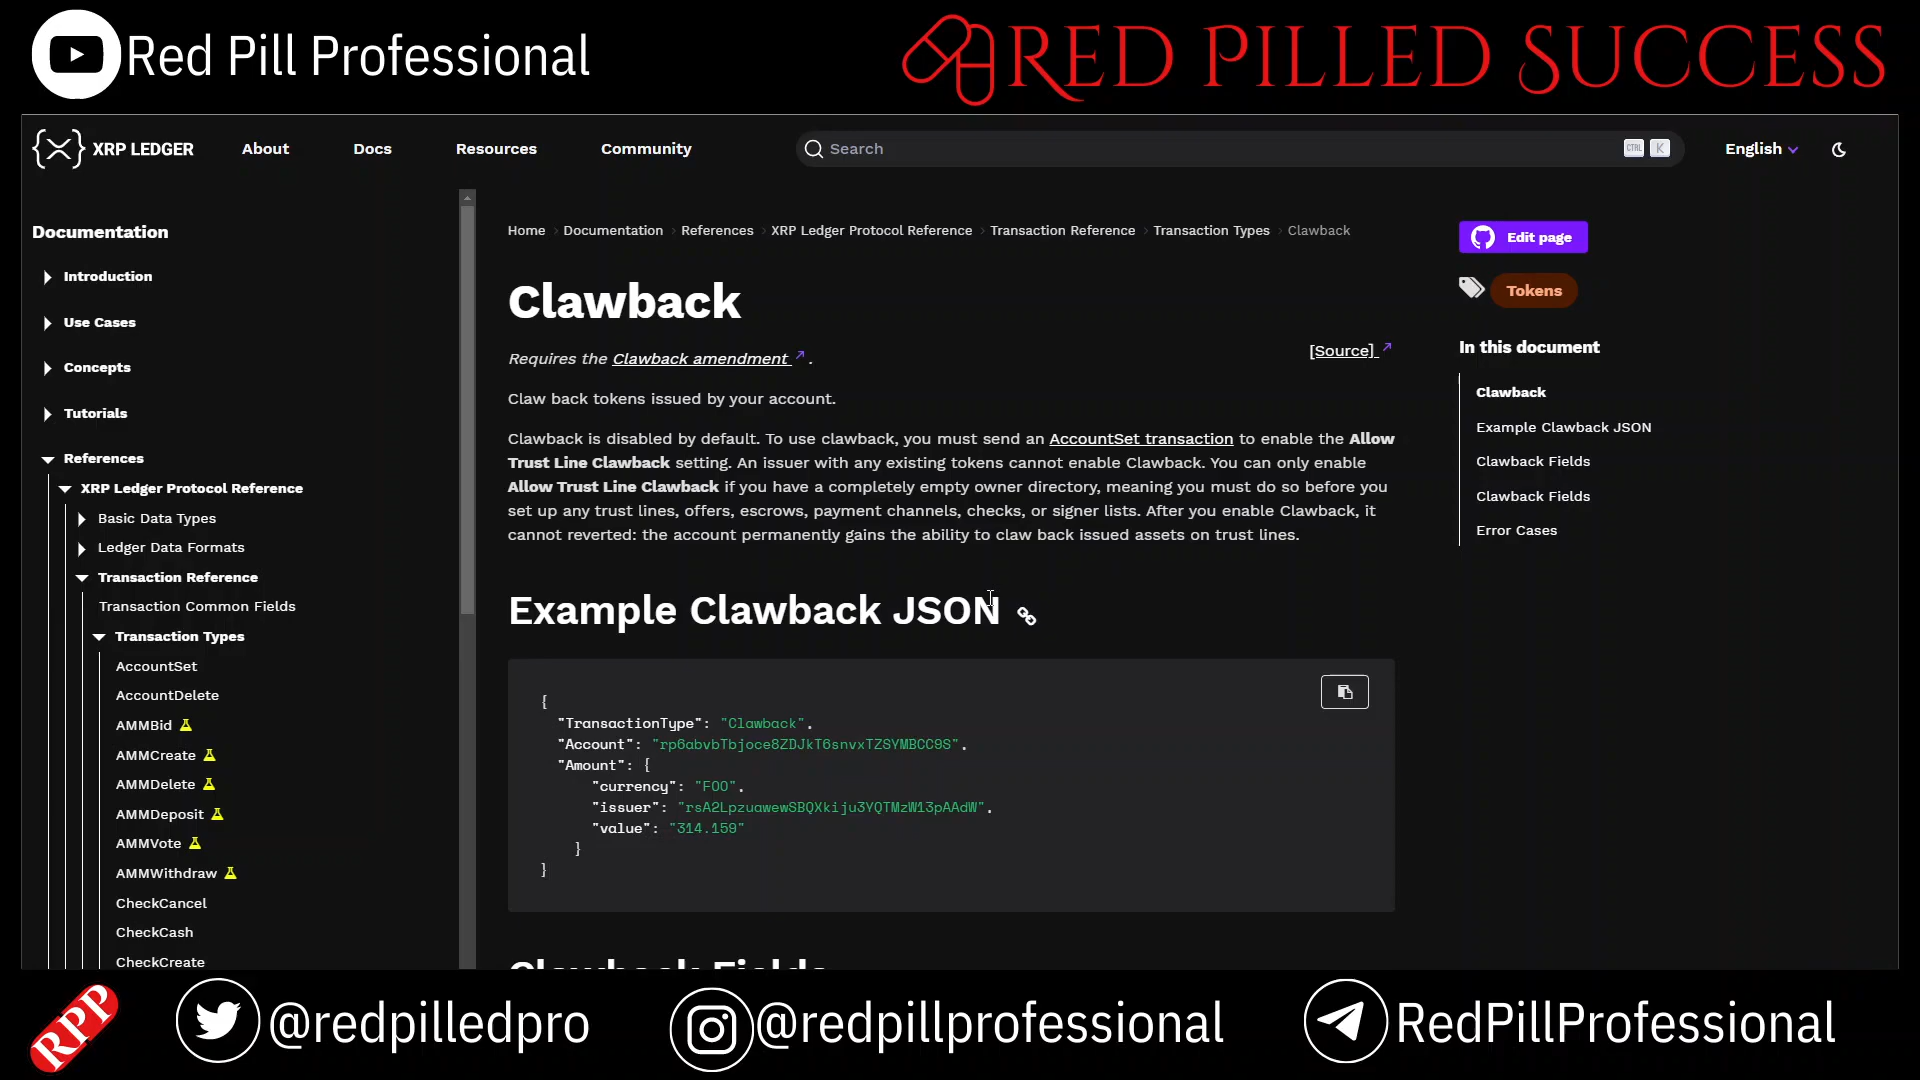 Red Pill Professional
RED PILLED SUCCESS
XRP LEDGER
About
Docs
Resources
Community
Search
CTRL K
English
Documentation
Introduction
Use Cases
Concepts
Tutorials
References
XRP Ledger Protocol Reference
Basic Data Types
Ledger Data Formats
Transaction Reference
Transaction Common Fields
Transaction Types
AccountSet
AccountDelete
AMMBid
AMMCreate
AMMDelete
AMMDeposit
AMMVote
AMMWithdraw
CheckCancel
CheckCash
CheckCreate
Home > Documentation > References > XRP Ledger Protocol Reference > Transaction Reference > Transaction Types > Clawback
Clawback
[Source]
Requires the Clawback amendment .
Claw back tokens issued by your account.
Clawback is disabled by default. To use clawback, you must send an AccountSet transaction to enable the Allow
Trust Line Clawback setting. An issuer with any existing tokens cannot enable Clawback. You can only enable
Allow Trust Line Clawback if you have a completely empty owner directory, meaning you must do so before you
set up any trust lines, offers, escrows, payment channels, checks, or signer lists. After you enable Clawback, it
cannot reverted: the account permanently gains the ability to claw back issued assets on trust lines.
Example Clawback JSON
{
"TransactionType": "Clawback",
"Account": "rp6abvbTbjoce8ZDJkT6snvxTZSYMBCC9S",
"Amount": {
"currency": "FOO",
"issuer": "rsA2LpzuawewSBQXkiju3YQTMzW13pAAdW",
"value": "314.159"
}
}
Clawback Fields
Edit page
Tokens
In this document
Clawback
Example Clawback JSON
Clawback Fields
Clawback Fields
Error Cases
RPP
@redpilledpro
@redpillprofessional
RedPillProfessional